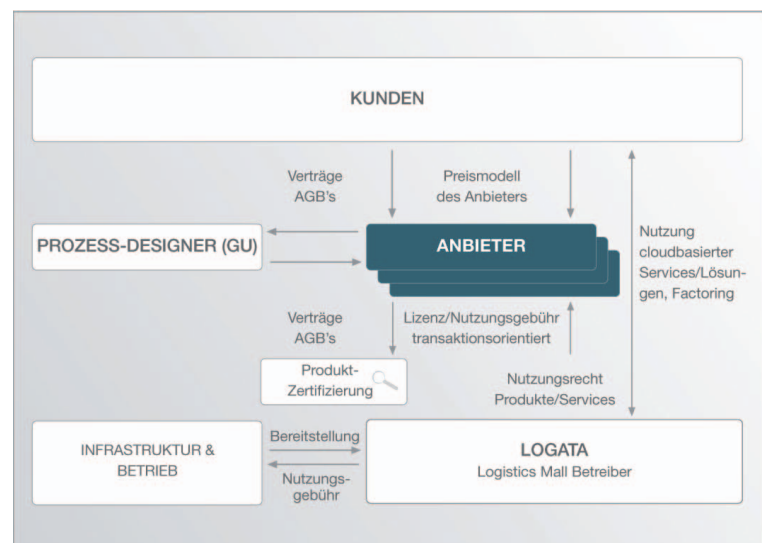 KUNDEN
Verträge
AGB's
Preismodell
des Anbieters
Nutzung
cloudbasierter
Services/Lösun-
gen, Factoring
PROZESS-DESIGNER (GU)
ANBIETER
Verträge
AGB's
Lizenz/Nutzungsgebühr
transaktionsorientiert
Produkt-
Zertifizierung
Nutzungsrecht
Produkte/Services
INFRASTRUKTUR &
BETRIEB
Bereitstellung
Nutzungs-
gebühr
LOGATA
Logistics Mall Betreiber